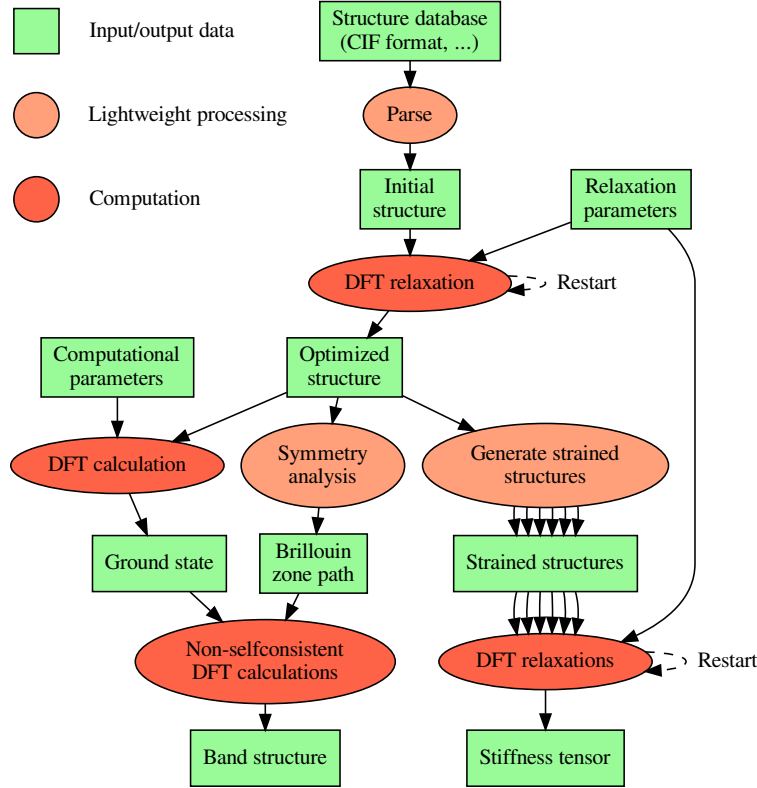 Input/output data
Structure database
(CIF format, ...)
Lightweight processing
Parse
Computation
Initial
structure
Relaxation
parameters
DFT relaxation
Restart
Computational
parameters
Optimized
structure
DFT calculation
Symmetry
analysis
Generate strained
structures
Ground state
Brillouin
zone path
Strained structures
Non-selfconsistent
DFT calculations
DFT relaxations
Restart
Band structure
Stiffness tensor